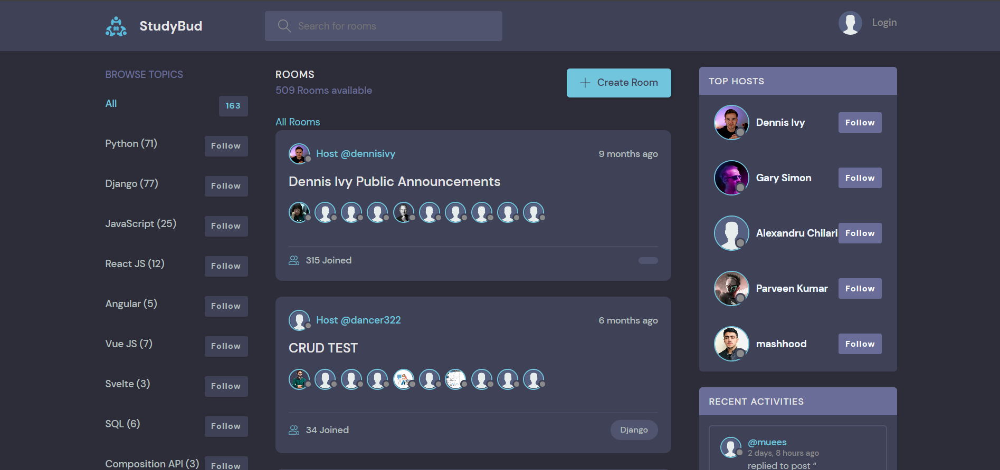 StudyBud
Search for rooms
Login
BROWSE TOPICS
All
163
Python (71)
Follow
Django (77)
Follow
JavaScript (25)
Follow
React JS (12)
Follow
Angular (5)
Follow
Vue JS (7)
Follow
Svelte (3)
Follow
SQL (6)
Follow
Composition API (3)
Follow
ROOMS
509 Rooms available
Create Room
All Rooms
Host @dennisivy
9 months ago
Dennis Ivy Public Announcements
315 Joined
Host @dancer322
6 months ago
CRUD TEST
34 Joined
Django
TOP HOSTS
Dennis Ivy
Follow
Gary Simon
Follow
Alexandru Chilari
Follow
Parveen Kumar
Follow
mashhood
Follow
RECENT ACTIVITIES
@muees
2 days, 8 hours ago
replied to post “